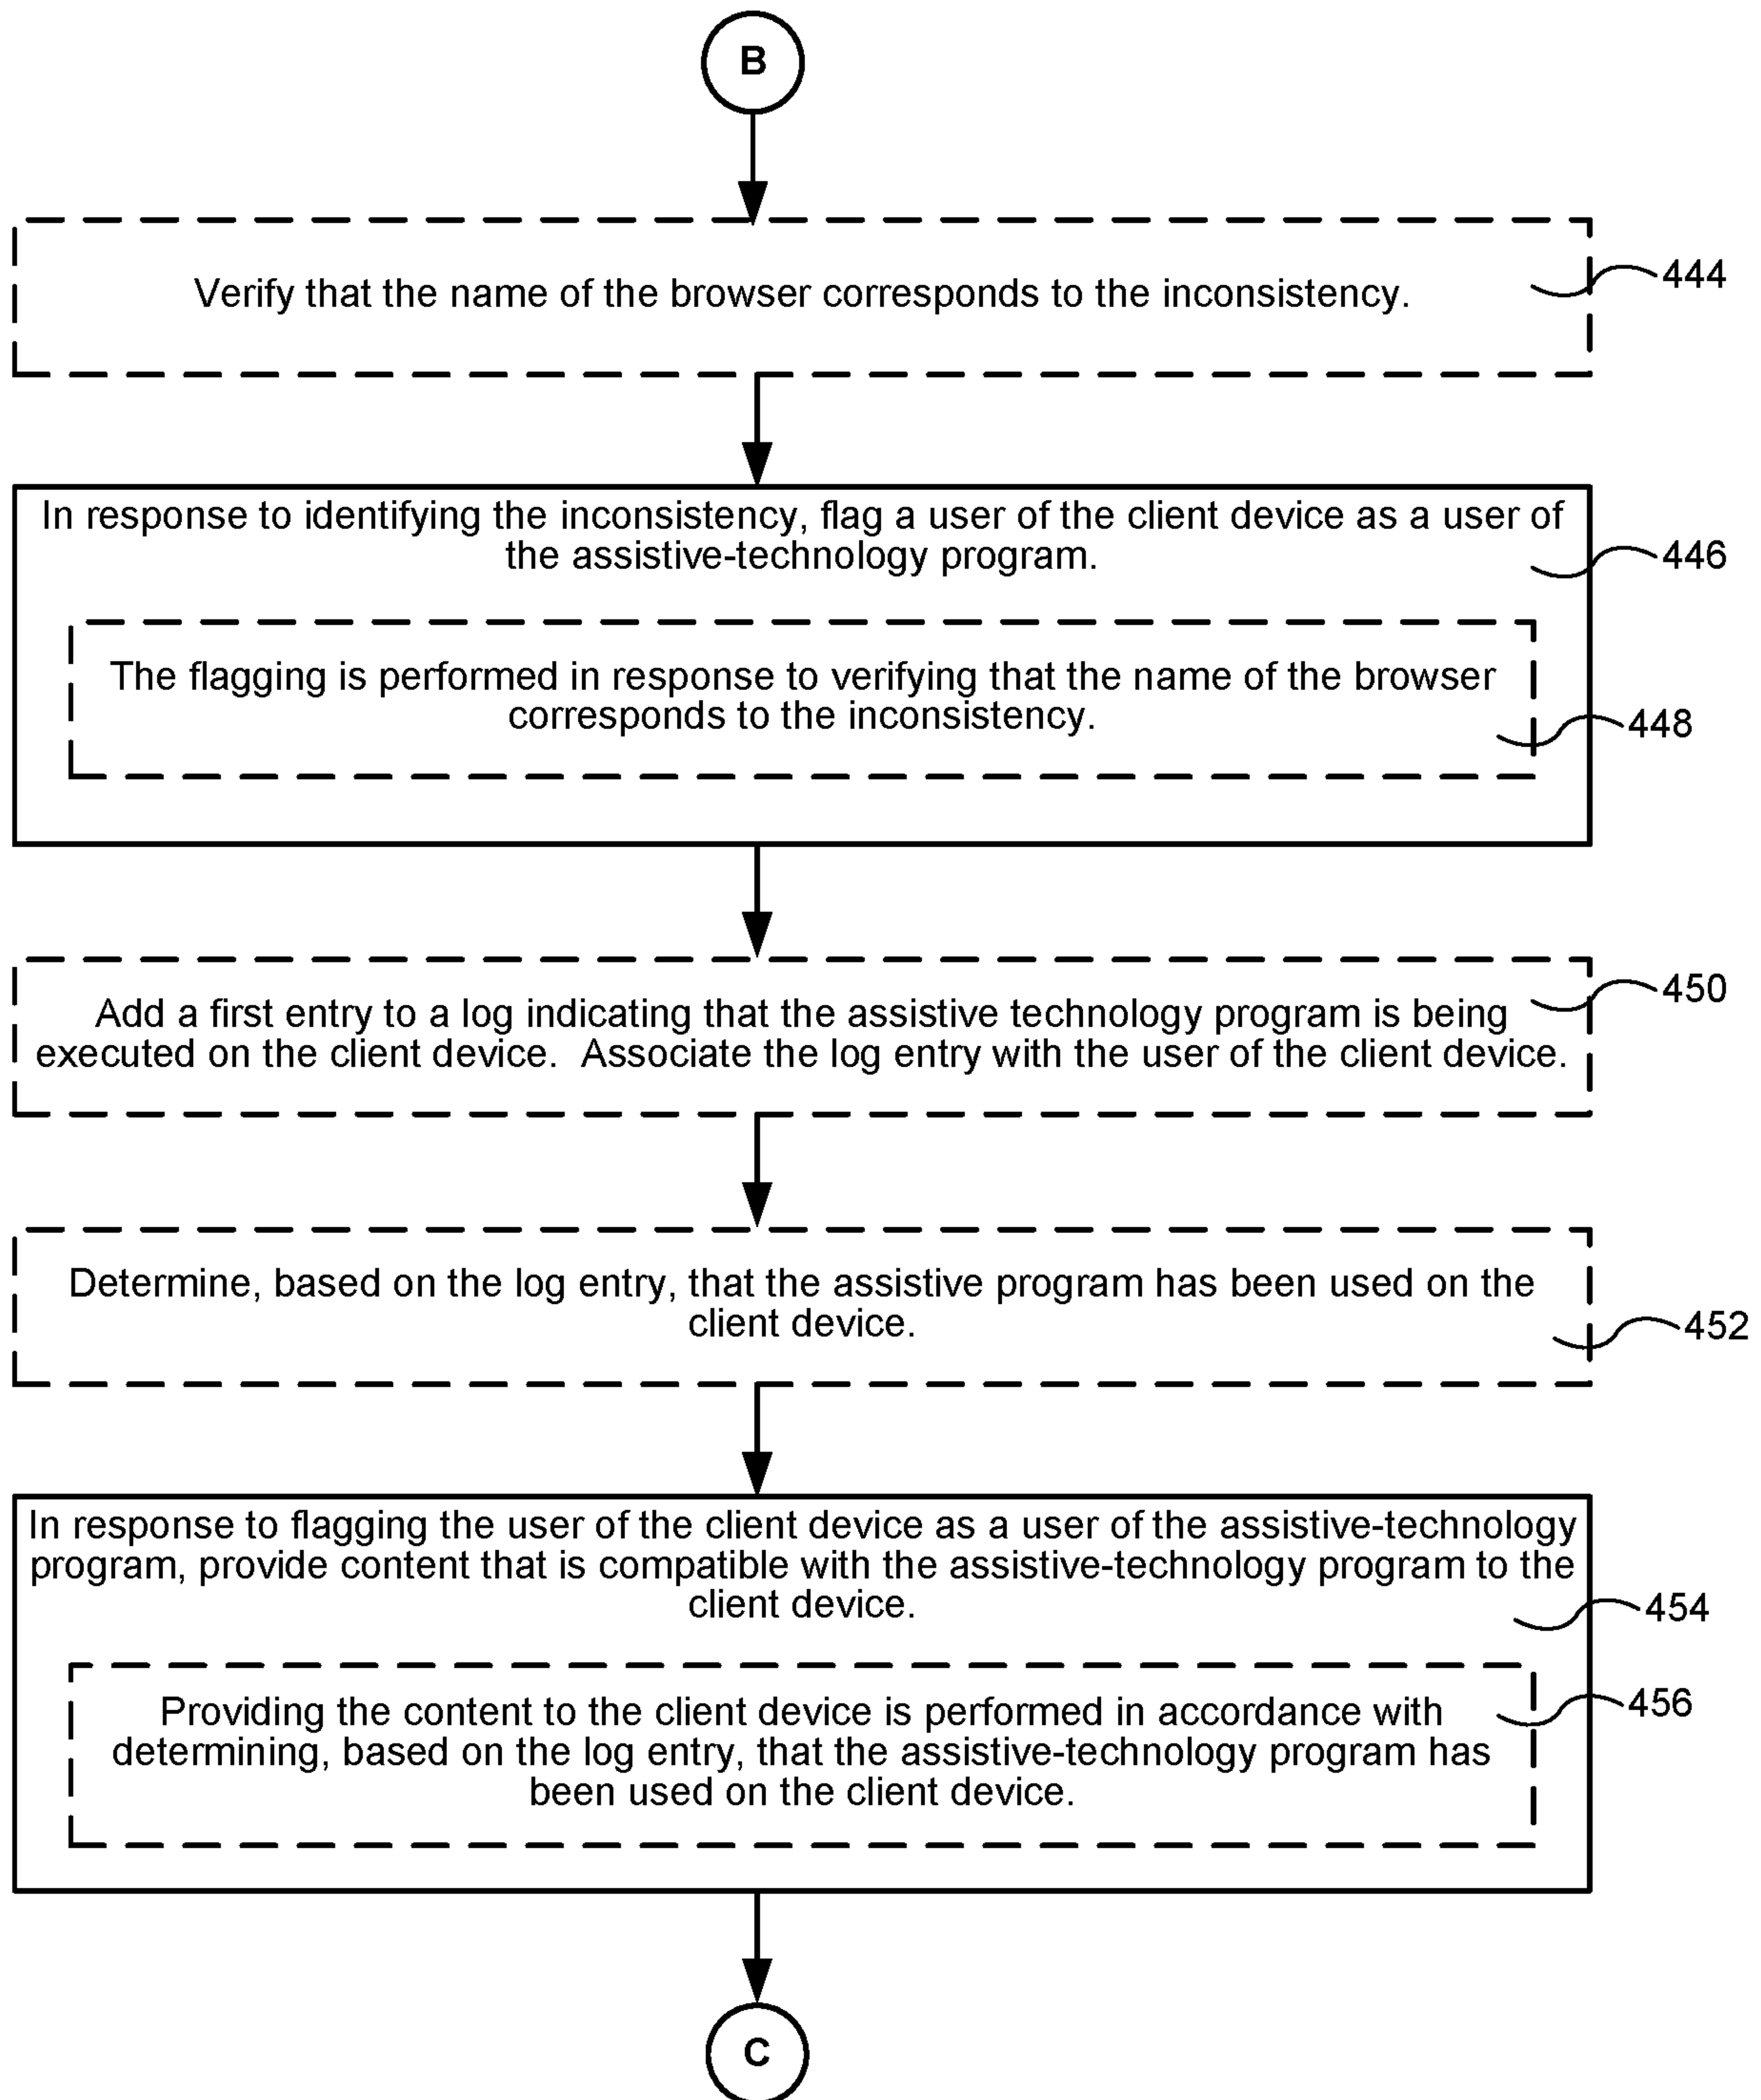 B
Verify that the name of the browser corresponds to the inconsistency.
444
In response to identifying the inconsistency, flag a user of the client device as a user of
the assistive-technology program.
446
The flagging is performed in response to verifying that the name of the browser
corresponds to the inconsistency.
448
Add a first entry to a log indicating that the assistive technology program is being
executed on the client device.  Associate the log entry with the user of the client device.
450
Determine, based on the log entry, that the assistive program has been used on the
client device.
452
In response to flagging the user of the client device as a user of the assistive-technology
program, provide content that is compatible with the assistive-technology program to the
client device.
454
Providing the content to the client device is performed in accordance with
determining, based on the log entry, that the assistive-technology program has
been used on the client device.
456
C